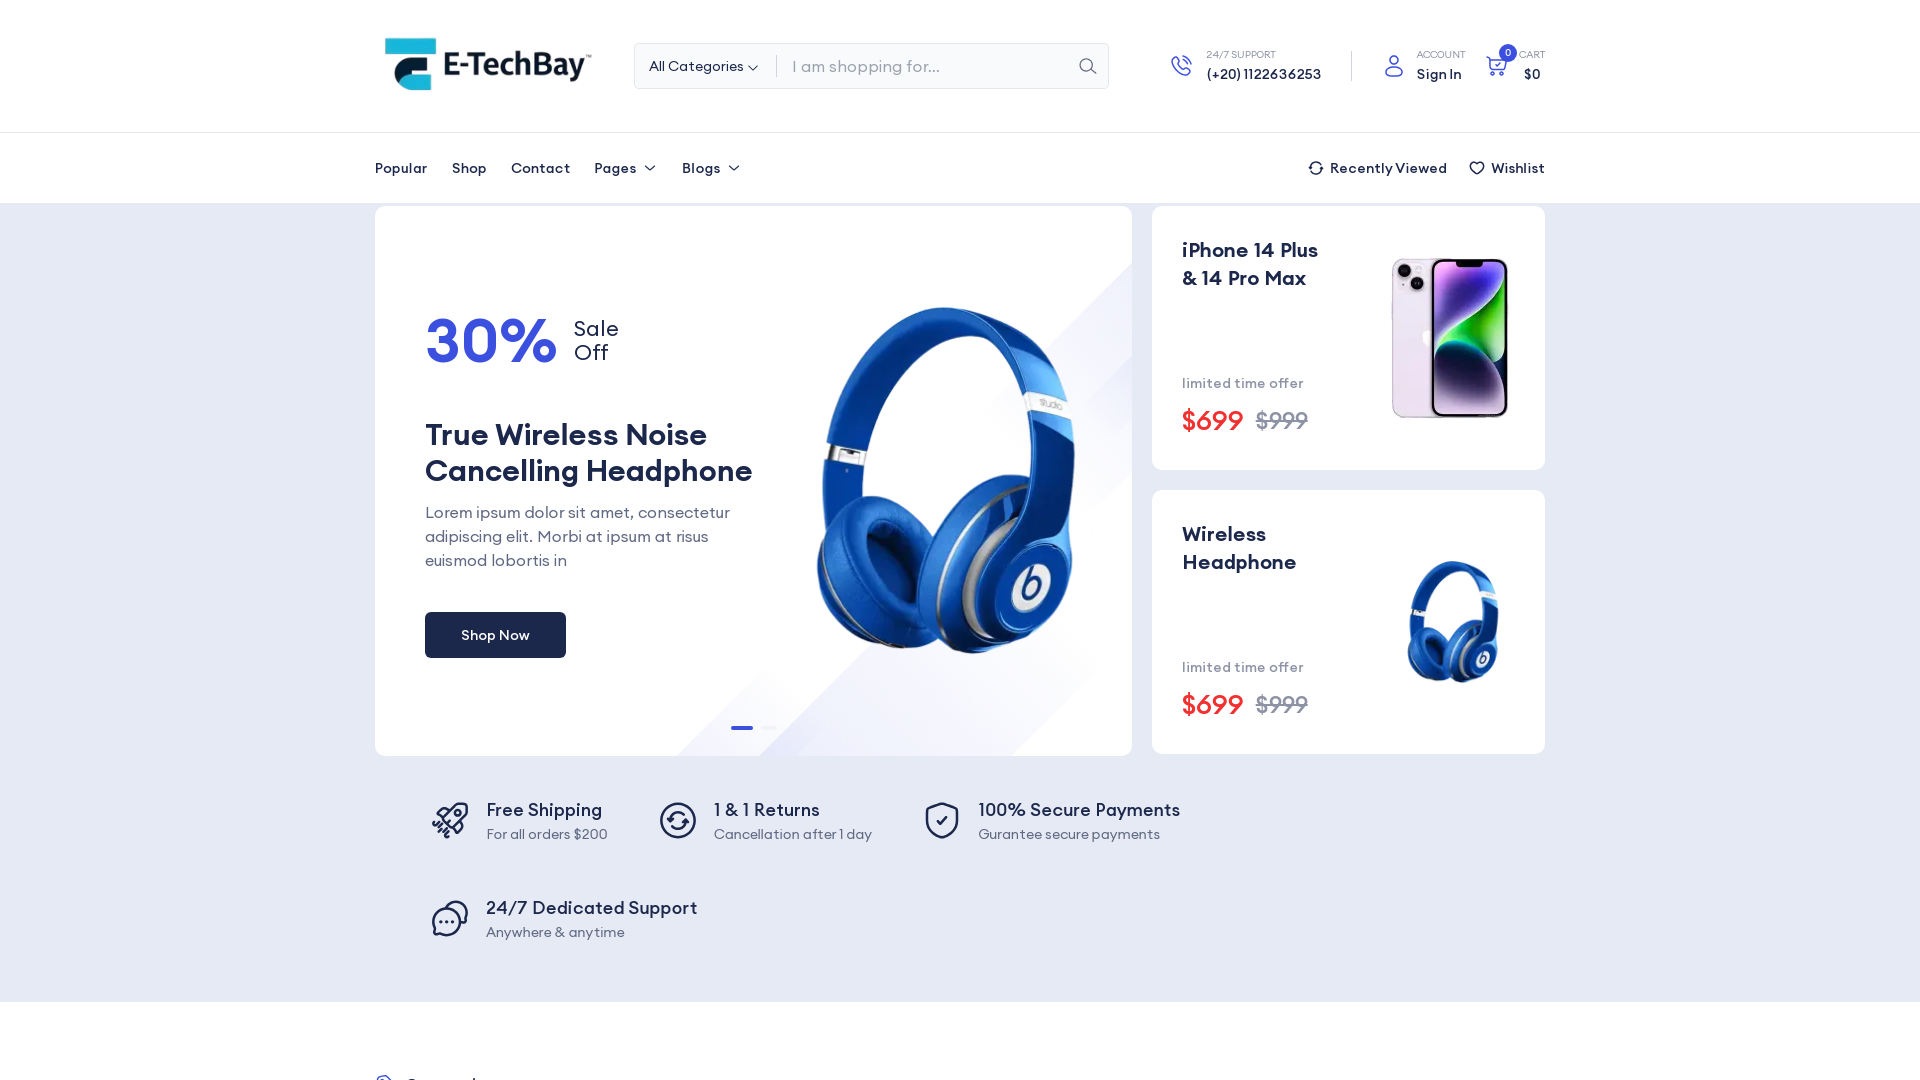 E-TechBay™
All Categories
I am shopping for...
24/7 SUPPORT
(+20) 1122636253
ACCOUNT
Sign In
0
CART
$0
Popular
Shop
Contact
Pages
Blogs
Recently Viewed
Wishlist
30%
Sale
Off
True Wireless Noise
Cancelling Headphone
Lorem ipsum dolor sit amet, consectetur
adipiscing elit. Morbi at ipsum at risus
euismod lobortis in
Shop Now
studio
b
iPhone 14 Plus
& 14 Pro Max
limited time offer
$699 $999
Wireless
Headphone
limited time offer
$699 $999
Free Shipping
For all orders $200
1 & 1 Returns
Cancellation after 1 day
100% Secure Payments
Gurantee secure payments
24/7 Dedicated Support
Anywhere & anytime